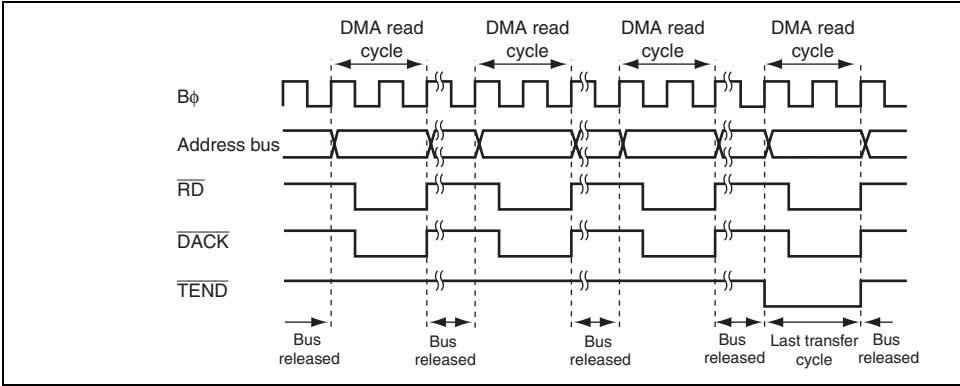 DMA read cycle
DMA read cycle
DMA read cycle
DMA read cycle
Bϕ
Address bus
RD
DACK
TEND
Bus released
Bus released
Bus released
Bus released
Last transfer cycle
Bus released